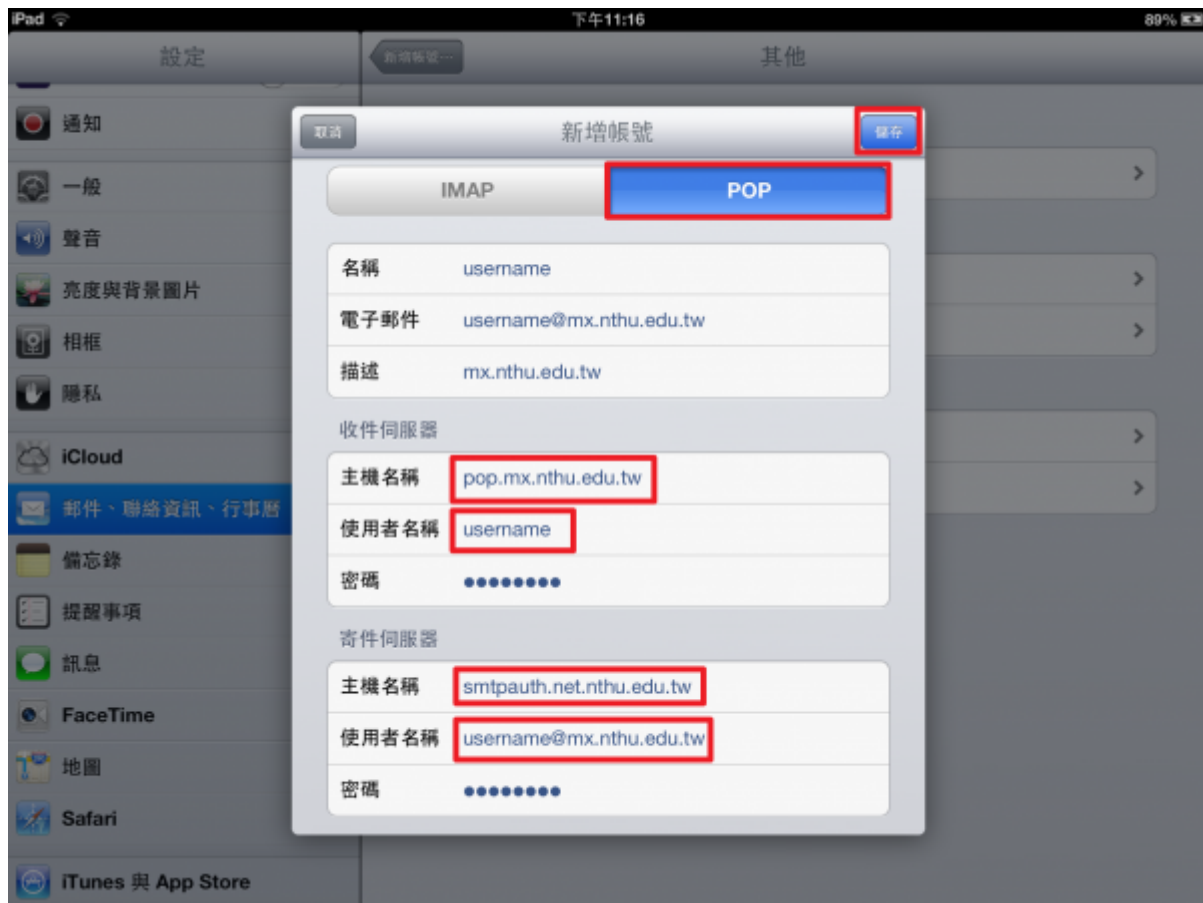 iPad 下午11:16 89%
設定
新增帳號…
其他
通知
一般
聲音
亮度與背景圖片
相框
隱私
iCloud
郵件、聯絡資訊、行事曆
備忘錄
提醒事項
訊息
FaceTime
地圖
Safari
iTunes 與 App Store
取消 新增帳號 儲存
IMAP POP
名稱 username
電子郵件 username@mx.nthu.edu.tw
描述 mx.nthu.edu.tw
收件伺服器
主機名稱 pop.mx.nthu.edu.tw
使用者名稱 username
密碼 ●●●●●●●●
寄件伺服器
主機名稱 smtpauth.net.nthu.edu.tw
使用者名稱 username@mx.nthu.edu.tw
密碼 ●●●●●●●●